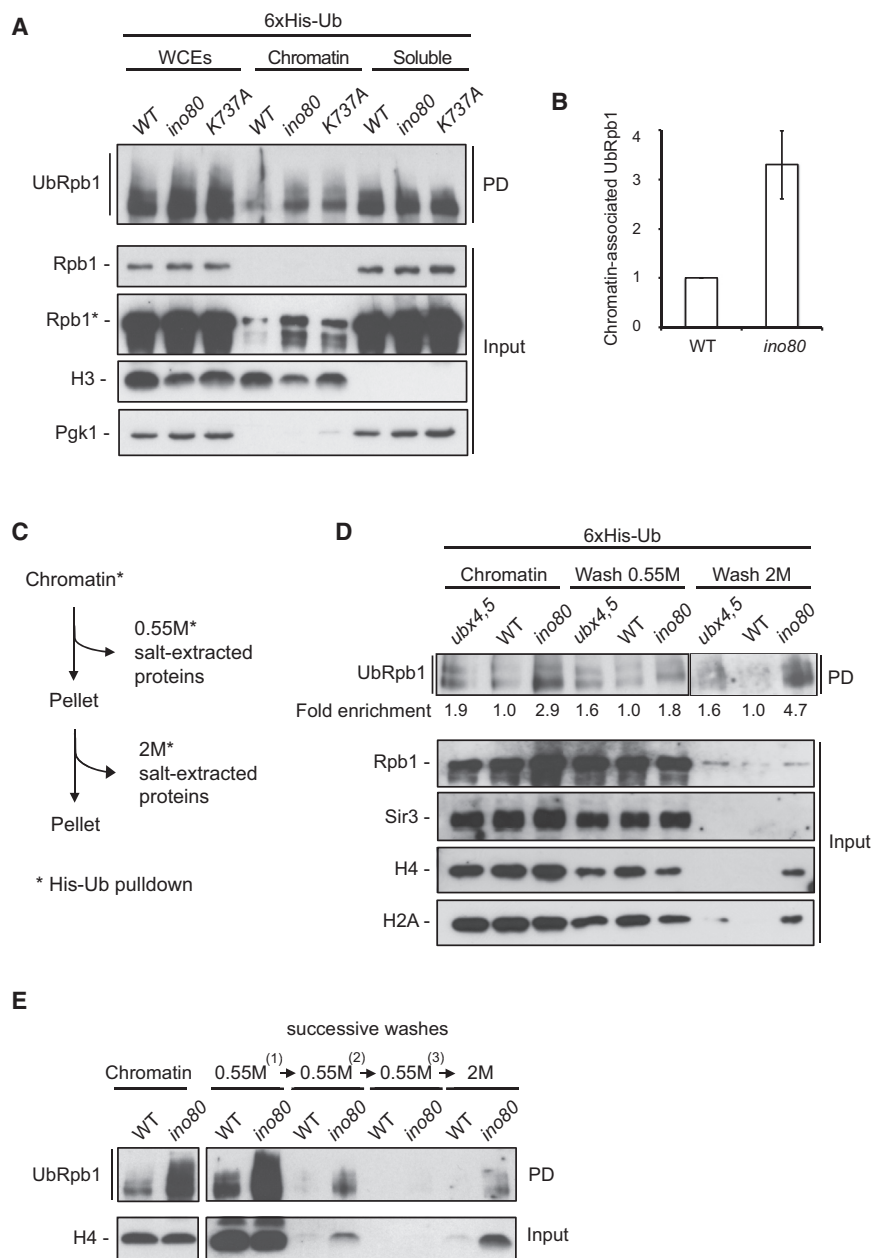 A
6xHis-Ub
WCEs Chromatin Soluble
WT ino80 K737A WT ino80 K737A WT ino80 K737A
UbRpb1
PD
Rpb1 -
Rpb1* -
Input
H3 -
Pgk1 -
B
Chromatin-associated UbRpb1
4
3
2
1
0
WT ino80
C
Chromatin*
0.55M*
salt-extracted
proteins
Pellet
2M*
salt-extracted
proteins
Pellet
* His-Ub pulldown
D
6xHis-Ub
Chromatin Wash 0.55M Wash 2M
ubx4,5 WT ino80 ubx4,5 WT ino80 ubx4,5 WT ino80
UbRpb1
PD
Fold enrichment 1.9 1.0 2.9 1.6 1.0 1.8 1.6 1.0 4.7
Rpb1 -
Sir3 -
Input
H4 -
H2A -
E
successive washes
Chromatin 0.55M(1) 0.55M(2) 0.55M(3) 2M
WT ino80 WT ino80 WT ino80 WT ino80 WT ino80
UbRpb1
PD
H4 -
Input